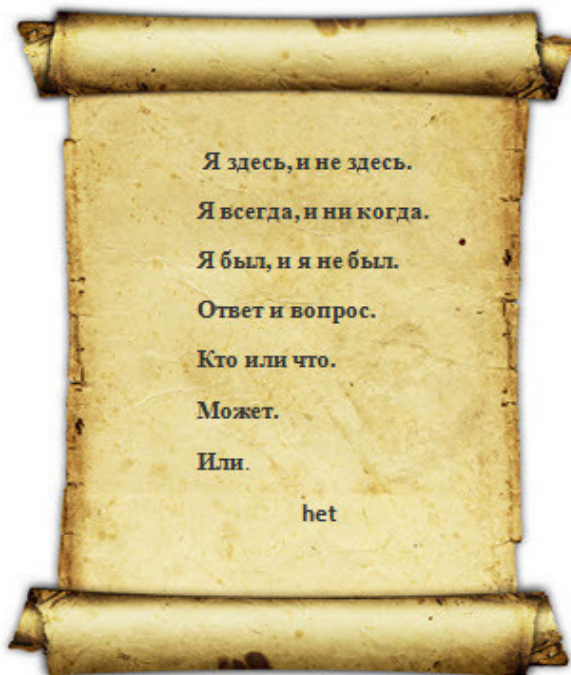 Я здесь, и не здесь.
Я всегда, и ни когда.
Я был, и я не был.
Ответ и вопрос.
Кто или что.
Может.
Или.
het